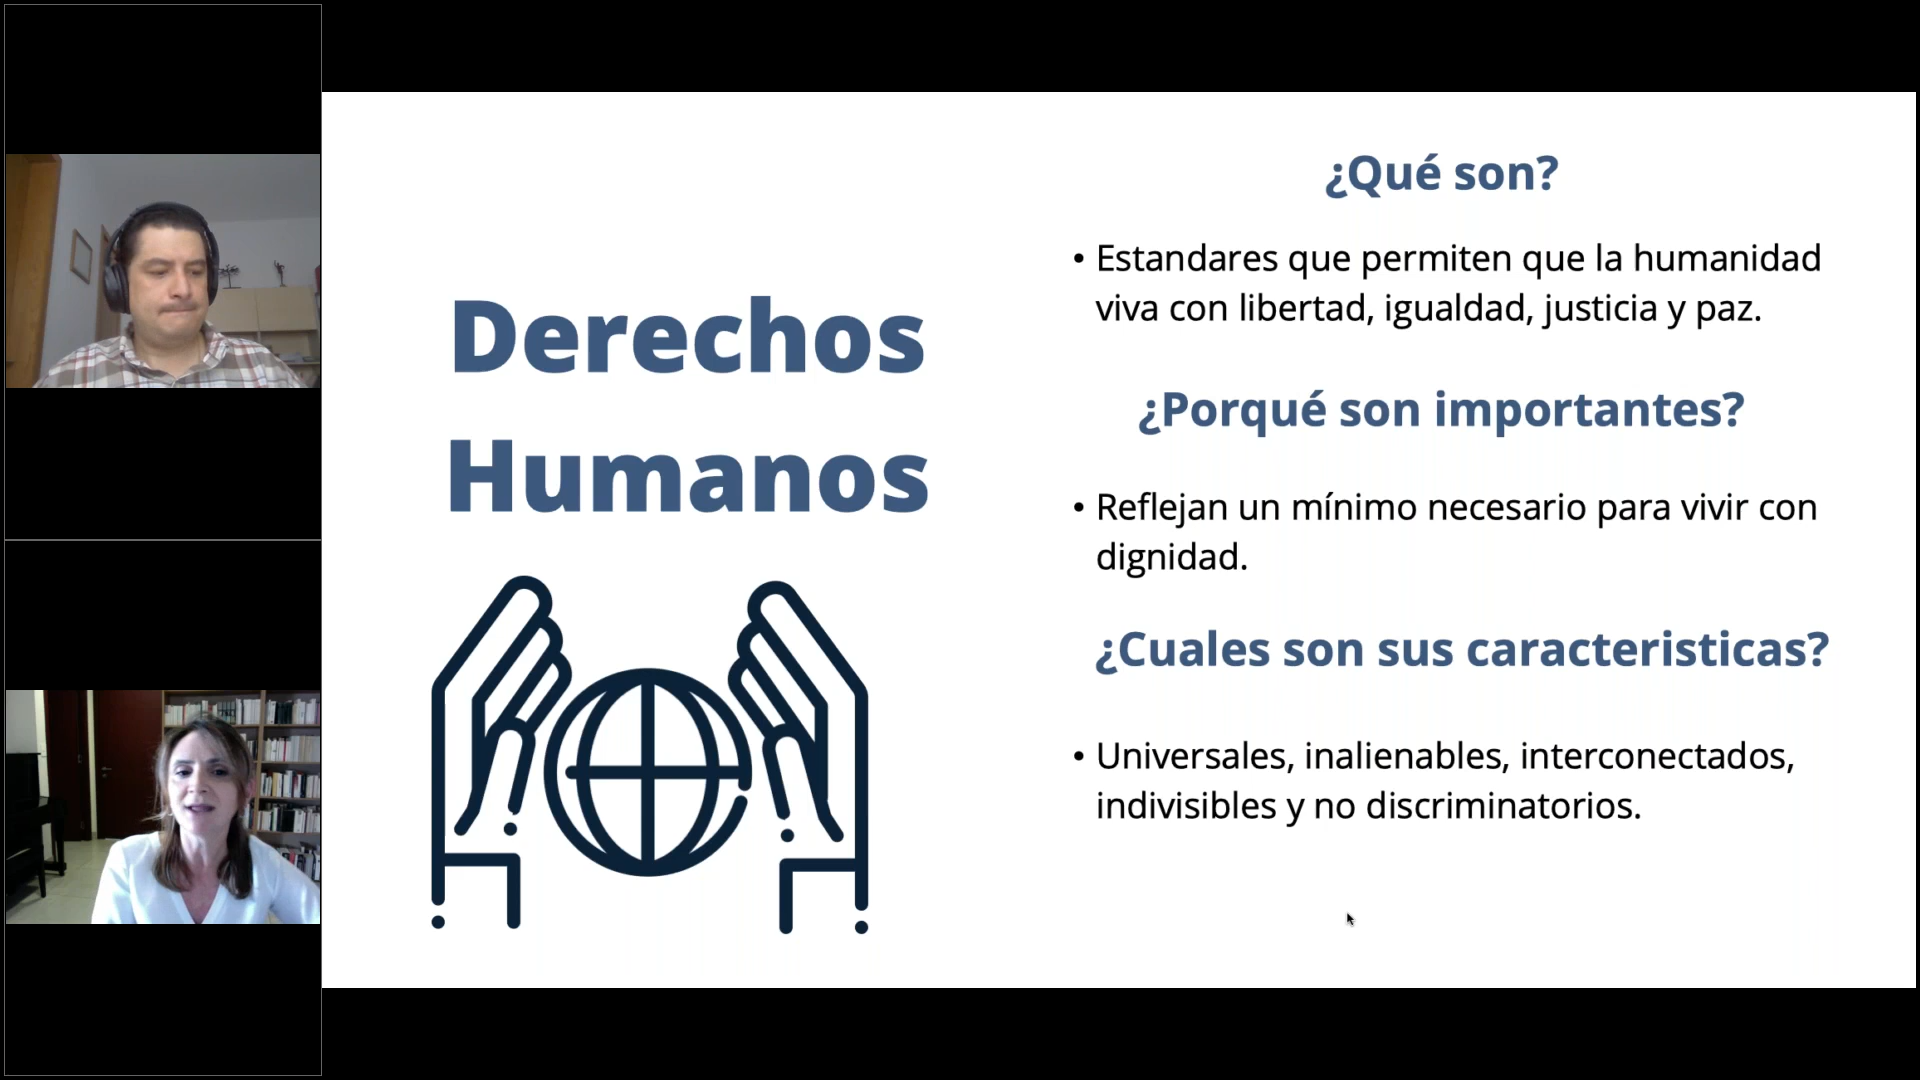 Derechos
Humanos
¿Qué son?
• Estandares que permiten que la humanidad
viva con libertad, igualdad, justicia y paz.
¿Porqué son importantes?
• Reflejan un mínimo necesario para vivir con
dignidad.
¿Cuales son sus caracteristicas?
• Universales, inalienables, interconectados,
indivisibles y no discriminatorios.